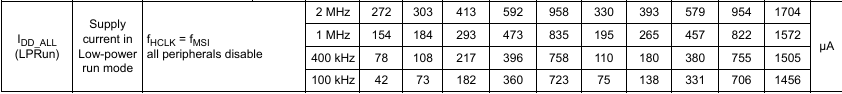 I_DD_ALL (LPRun) Supply current in Low-power run mode f_HCLK = f_MSI all peripherals disable µA
2 MHz 272 303 413 592 958 330 393 579 954 1704
1 MHz 154 184 293 473 835 195 265 457 822 1572
400 kHz 78 108 217 396 758 110 180 380 755 1505
100 kHz 42 73 182 360 723 75 138 331 706 1456